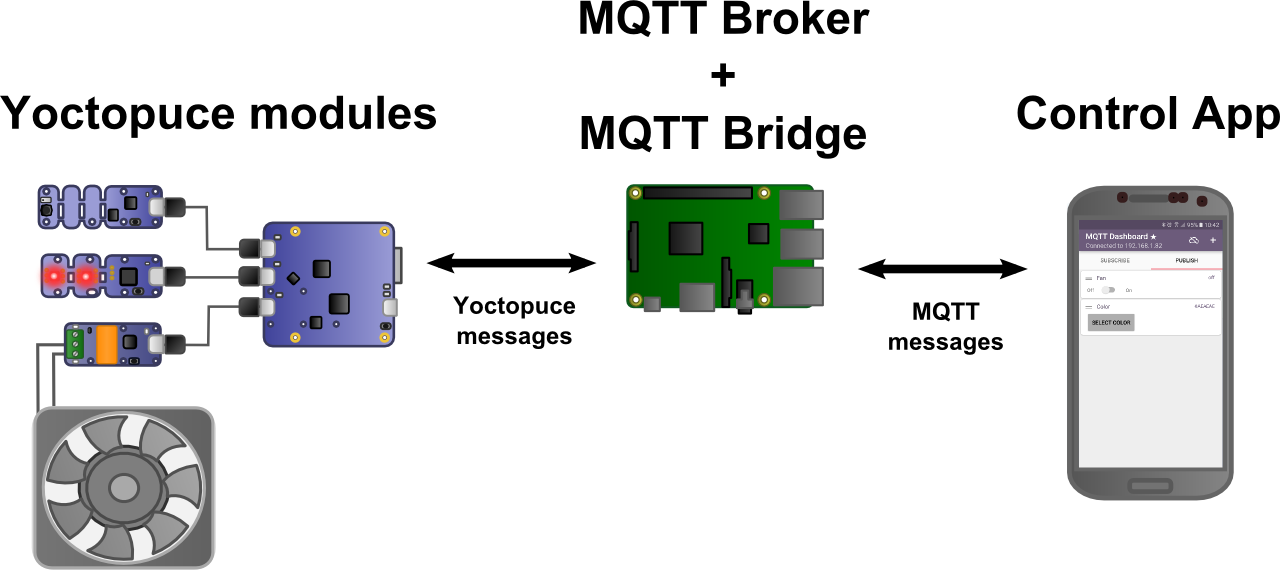 MQTT Broker
+
MQTT Bridge
Yoctopuce modules
Control App
Yoctopuce
messages
MQTT
messages
95% 10:42
MQTT Dashboard ★
Connected to 192.168.1.82
+
SUBSCRIBE PUBLISH
Fan off
Off On
Color #AEAEAE
SELECT COLOR